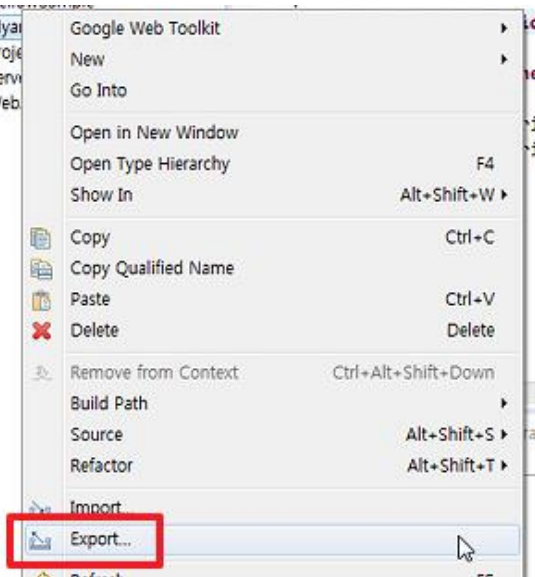 Google Web Toolkit
New
Go Into
Open in New Window
Open Type Hierarchy F4
Show In Alt+Shift+W
Copy Ctrl+C
Copy Qualified Name
Paste Ctrl+V
Delete Delete
Remove from Context Ctrl+Alt+Shift+Down
Build Path
Source Alt+Shift+S
Refactor Alt+Shift+T
Import...
Export...
Refresh F5